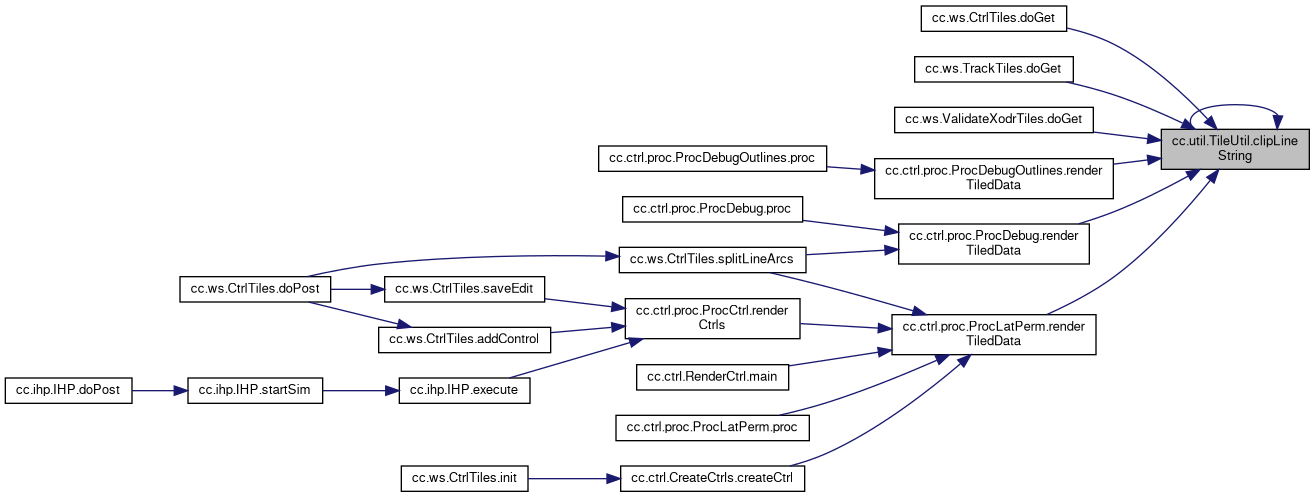 cc.ws.CtrlTiles.doGet
cc.ws.TrackTiles.doGet
cc.ws.ValidateXodrTiles.doGet
cc.util.TileUtil.clipLine
String
cc.ctrl.proc.ProcDebugOutlines.proc
cc.ctrl.proc.ProcDebugOutlines.render
TiledData
cc.ctrl.proc.ProcDebug.proc
cc.ctrl.proc.ProcDebug.render
TiledData
cc.ws.CtrlTiles.splitLineArcs
cc.ws.CtrlTiles.doPost
cc.ws.CtrlTiles.saveEdit
cc.ctrl.proc.ProcCtrl.render
Ctrls
cc.ctrl.proc.ProcLatPerm.render
TiledData
cc.ws.CtrlTiles.addControl
cc.ctrl.RenderCtrl.main
cc.ihp.IHP.doPost
cc.ihp.IHP.startSim
cc.ihp.IHP.execute
cc.ctrl.proc.ProcLatPerm.proc
cc.ws.CtrlTiles.init
cc.ctrl.CreateCtrls.createCtrl